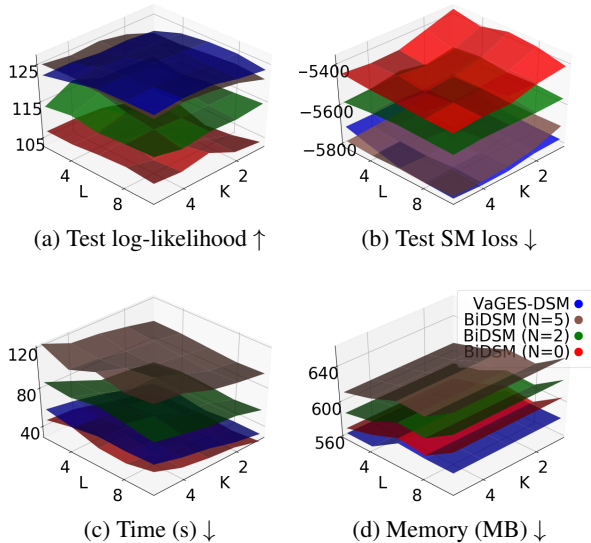 125
115
105
4
8
L
4
2
K
(a) Test log-likelihood ↑
−5400
−5600
−5800
4
8
L
4
2
K
(b) Test SM loss ↓
120
80
40
4
8
L
4
2
K
(c) Time (s) ↓
VaGES-DSM
BiDSM (N=5)
BiDSM (N=2)
BiDSM (N=0)
640
600
560
4
8
L
4
2
K
(d) Memory (MB) ↓